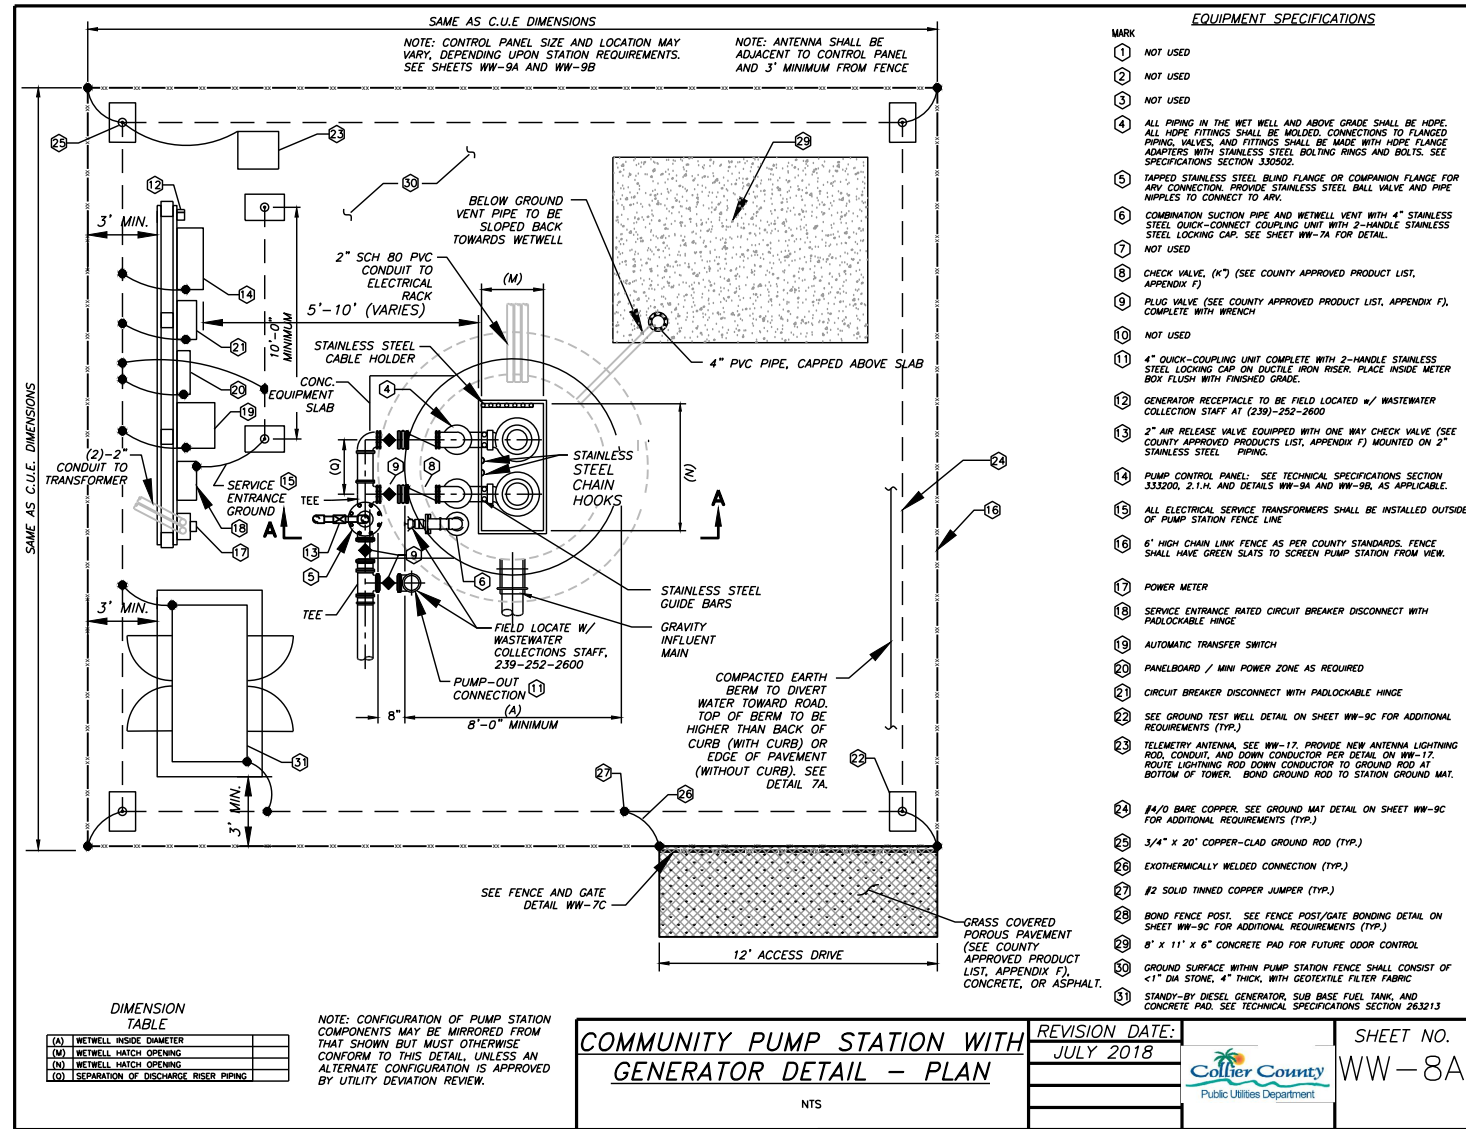 SAME AS C.U.E DIMENSIONS
NOTE: CONTROL PANEL SIZE AND LOCATION MAY
VARY, DEPENDING UPON STATION REQUIREMENTS.
SEE SHEETS WW-9A AND WW-9B
NOTE: ANTENNA SHALL BE
ADJACENT TO CONTROL PANEL
AND 3' MINIMUM FROM FENCE
SAME AS C.U.E. DIMENSIONS
25
23
30
29
12
3' MIN.
BELOW GROUND
VENT PIPE TO BE
SLOPED BACK
TOWARDS WETWELL
2" SCH 80 PVC
CONDUIT TO
ELECTRICAL
RACK
(M)
14
5'-10' (VARIES)
10'-0"
MINIMUM
21
STAINLESS STEEL
CABLE HOLDER
4" PVC PIPE, CAPPED ABOVE SLAB
CONC.
EQUIPMENT
SLAB
4
20
19
(2)-2"
CONDUIT TO
TRANSFORMER
SERVICE
ENTRANCE
GROUND
15
TEE
(Q)
9
8
STAINLESS
STEEL
CHAIN
HOOKS
(N)
A
A
24
16
18
17
13
5
9
6
3' MIN.
TEE
STAINLESS STEEL
GUIDE BARS
FIELD LOCATE W/
WASTEWATER
COLLECTIONS STAFF,
239-252-2600
GRAVITY
INFLUENT
MAIN
PUMP-OUT
CONNECTION
11
8"
(A)
8'-0" MINIMUM
COMPACTED EARTH
BERM TO DIVERT
WATER TOWARD ROAD.
TOP OF BERM TO BE
HIGHER THAN BACK OF
CURB (WITH CURB) OR
EDGE OF PAVEMENT
(WITHOUT CURB). SEE
DETAIL 7A.
22
31
27
26
3' MIN.
SEE FENCE AND GATE
DETAIL WW-7C
12' ACCESS DRIVE
GRASS COVERED
POROUS PAVEMENT
(SEE COUNTY
APPROVED PRODUCT
LIST, APPENDIX F),
CONCRETE, OR ASPHALT.
EQUIPMENT SPECIFICATIONS
MARK
1 NOT USED
2 NOT USED
3 NOT USED
4 ALL PIPING IN THE WET WELL AND ABOVE GRADE SHALL BE HDPE.
ALL HDPE FITTINGS SHALL BE MOLDED. CONNECTIONS TO FLANGED
PIPING, VALVES, AND FITTINGS SHALL BE MADE WITH HDPE FLANGE
ADAPTERS WITH STAINLESS STEEL BOLTING RINGS AND BOLTS. SEE
SPECIFICATIONS SECTION 330502.
5 TAPPED STAINLESS STEEL BLIND FLANGE OR COMPANION FLANGE FOR
ARV CONNECTION. PROVIDE STAINLESS STEEL BALL VALVE AND PIPE
NIPPLES TO CONNECT TO ARV.
6 COMBINATION SUCTION PIPE AND WETWELL VENT WITH 4" STAINLESS
STEEL QUICK-CONNECT COUPLING UNIT WITH 2-HANDLE STAINLESS
STEEL LOCKING CAP. SEE SHEET WW-7A FOR DETAIL.
7 NOT USED
8 CHECK VALVE, (K") (SEE COUNTY APPROVED PRODUCT LIST,
APPENDIX F)
9 PLUG VALVE (SEE COUNTY APPROVED PRODUCT LIST, APPENDIX F),
COMPLETE WITH WRENCH
10 NOT USED
11 4" QUICK-COUPLING UNIT COMPLETE WITH 2-HANDLE STAINLESS
STEEL LOCKING CAP ON DUCTILE IRON RISER. PLACE INSIDE METER
BOX FLUSH WITH FINISHED GRADE.
12 GENERATOR RECEPTACLE TO BE FIELD LOCATED w/ WASTEWATER
COLLECTION STAFF AT (239)-252-2600
13 2" AIR RELEASE VALVE EQUIPPED WITH ONE WAY CHECK VALVE (SEE
COUNTY APPROVED PRODUCTS LIST, APPENDIX F) MOUNTED ON 2"
STAINLESS STEEL PIPING.
14 PUMP CONTROL PANEL: SEE TECHNICAL SPECIFICATIONS SECTION
333200, 2.1.H. AND DETAILS WW-9A AND WW-9B, AS APPLICABLE.
15 ALL ELECTRICAL SERVICE TRANSFORMERS SHALL BE INSTALLED OUTSIDE
OF PUMP STATION FENCE LINE
16 6' HIGH CHAIN LINK FENCE AS PER COUNTY STANDARDS. FENCE
SHALL HAVE GREEN SLATS TO SCREEN PUMP STATION FROM VIEW.
17 POWER METER
18 SERVICE ENTRANCE RATED CIRCUIT BREAKER DISCONNECT WITH
PADLOCKABLE HINGE
19 AUTOMATIC TRANSFER SWITCH
20 PANELBOARD / MINI POWER ZONE AS REQUIRED
21 CIRCUIT BREAKER DISCONNECT WITH PADLOCKABLE HINGE
22 SEE GROUND TEST WELL DETAIL ON SHEET WW-9C FOR ADDITIONAL
REQUIREMENTS (TYP.)
23 TELEMETRY ANTENNA, SEE WW-17. PROVIDE NEW ANTENNA LIGHTNING
ROD, CONDUIT, AND DOWN CONDUCTOR PER DETAIL ON WW-17.
ROUTE LIGHTNING ROD DOWN CONDUCTOR TO GROUND ROD AT
BOTTOM OF TOWER. BOND GROUND ROD TO STATION GROUND MAT.
24 #4/0 BARE COPPER. SEE GROUND MAT DETAIL ON SHEET WW-9C
FOR ADDITIONAL REQUIREMENTS (TYP.)
25 3/4" X 20' COPPER-CLAD GROUND ROD (TYP.)
26 EXOTHERMICALLY WELDED CONNECTION (TYP.)
27 #2 SOLID TINNED COPPER JUMPER (TYP.)
28 BOND FENCE POST. SEE FENCE POST/GATE BONDING DETAIL ON
SHEET WW-9C FOR ADDITIONAL REQUIREMENTS (TYP.)
29 8' X 11' X 6" CONCRETE PAD FOR FUTURE ODOR CONTROL
30 GROUND SURFACE WITHIN PUMP STATION FENCE SHALL CONSIST OF
<1" DIA STONE, 4" THICK, WITH GEOTEXTILE FILTER FABRIC
31 STANDY-BY DIESEL GENERATOR, SUB BASE FUEL TANK, AND
CONCRETE PAD. SEE TECHNICAL SPECIFICATIONS SECTION 263213
DIMENSION
TABLE
(A) WETWELL INSIDE DIAMETER
(M) WETWELL HATCH OPENING
(N) WETWELL HATCH OPENING
(O) SEPARATION OF DISCHARGE RISER PIPING
NOTE: CONFIGURATION OF PUMP STATION
COMPONENTS MAY BE MIRRORED FROM
THAT SHOWN BUT MUST OTHERWISE
CONFORM TO THIS DETAIL, UNLESS AN
ALTERNATE CONFIGURATION IS APPROVED
BY UTILITY DEVIATION REVIEW.
COMMUNITY PUMP STATION WITH
GENERATOR DETAIL - PLAN
NTS
REVISION DATE:
JULY 2018
Collier County
Public Utilities Department
SHEET NO.
WW-8A